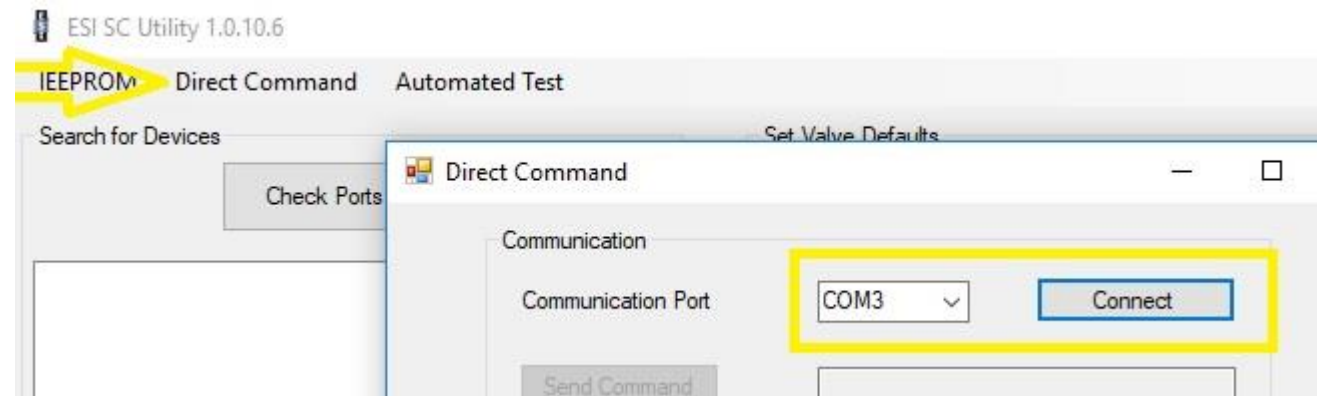 ESI SC Utility 1.0.10.6
IEEPROM Direct Command Automated Test
Search for Devices Set Valve Defaults
Check Ports
Direct Command
Communication
Communication Port COM3 Connect
Send Command